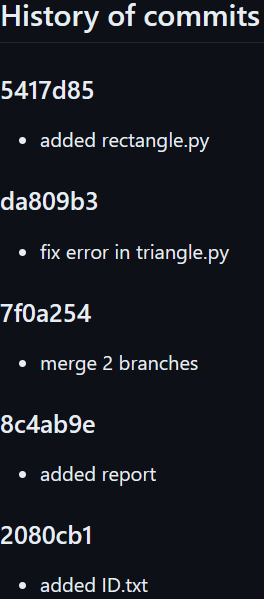 History of commits
5417d85
• added rectangle.py
da809b3
• fix error in triangle.py
7f0a254
• merge 2 branches
8c4ab9e
• added report
2080cb1
• added ID.txt